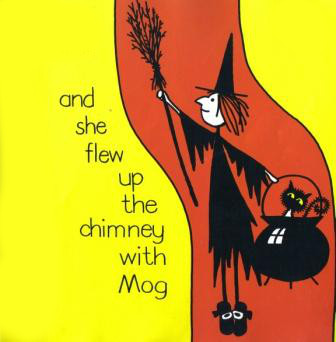 and
she
flew
up
the
chimney
with
Mog